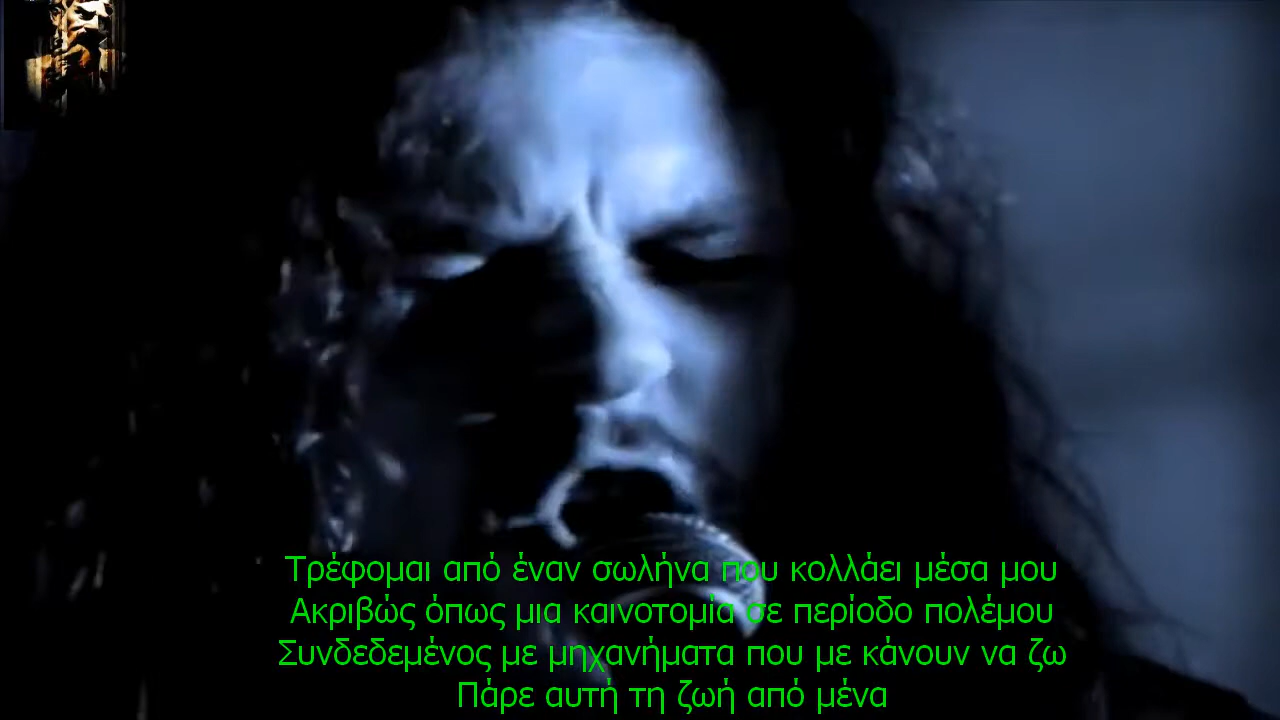 Τρέφομαι από έναν σωλήνα που κολλάει μέσα μου
Ακριβώς όπως μια καινοτομία σε περίοδο πολέμου
Συνδεδεμένος με μηχανήματα που με κάνουν να ζω
Πάρε αυτή τη ζωή από μένα